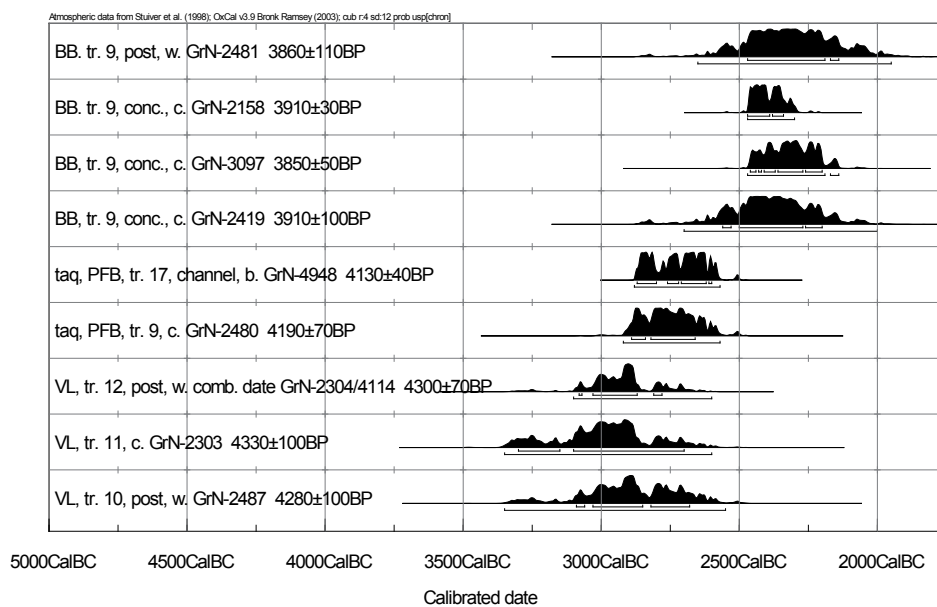 Atmospheric data from Stuiver et al. (1998); OxCal v3.9 Bronk Ramsey (2003); cub r:4 sd:12 prob usp[chron]
BB. tr. 9, post, w. GrN-2481 3860±110BP
BB. tr. 9, conc., c. GrN-2158 3910±30BP
BB, tr. 9, conc., c. GrN-3097 3850±50BP
BB, tr. 9, conc., c. GrN-2419 3910±100BP
taq, PFB, tr. 17, channel, b. GrN-4948 4130±40BP
taq, PFB, tr. 9, c. GrN-2480 4190±70BP
VL, tr. 12, post, w. comb. date GrN-2304/4114 4300±70BP
VL, tr. 11, c. GrN-2303 4330±100BP
VL, tr. 10, post, w. GrN-2487 4280±100BP
5000CalBC 4500CalBC 4000CalBC 3500CalBC 3000CalBC 2500CalBC 2000CalBC
Calibrated date